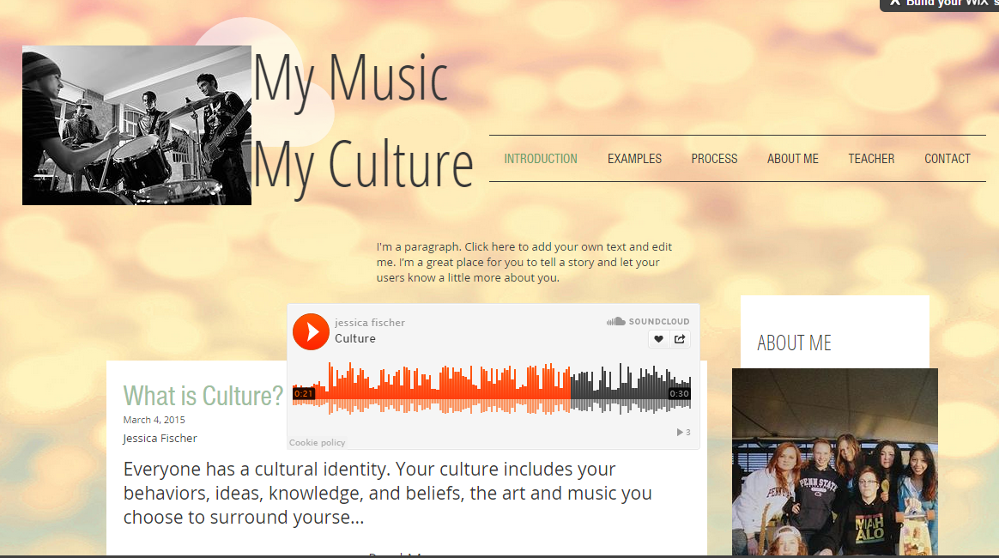 Build your WiX s
My Music
My Culture
INTRODUCTION EXAMPLES PROCESS ABOUT ME TEACHER CONTACT
I'm a paragraph. Click here to add your own text and edit
me. I'm a great place for you to tell a story and let your
users know a little more about you.
jessica fischer
Culture
SOUNDCLOUD
0:21
0:30
3
Cookie policy
What is Culture?
March 4, 2015
Jessica Fischer
Everyone has a cultural identity. Your culture includes your
behaviors, ideas, knowledge, and beliefs, the art and music you
choose to surround yourse...
ABOUT ME
PENN STATE
MAH
ALO